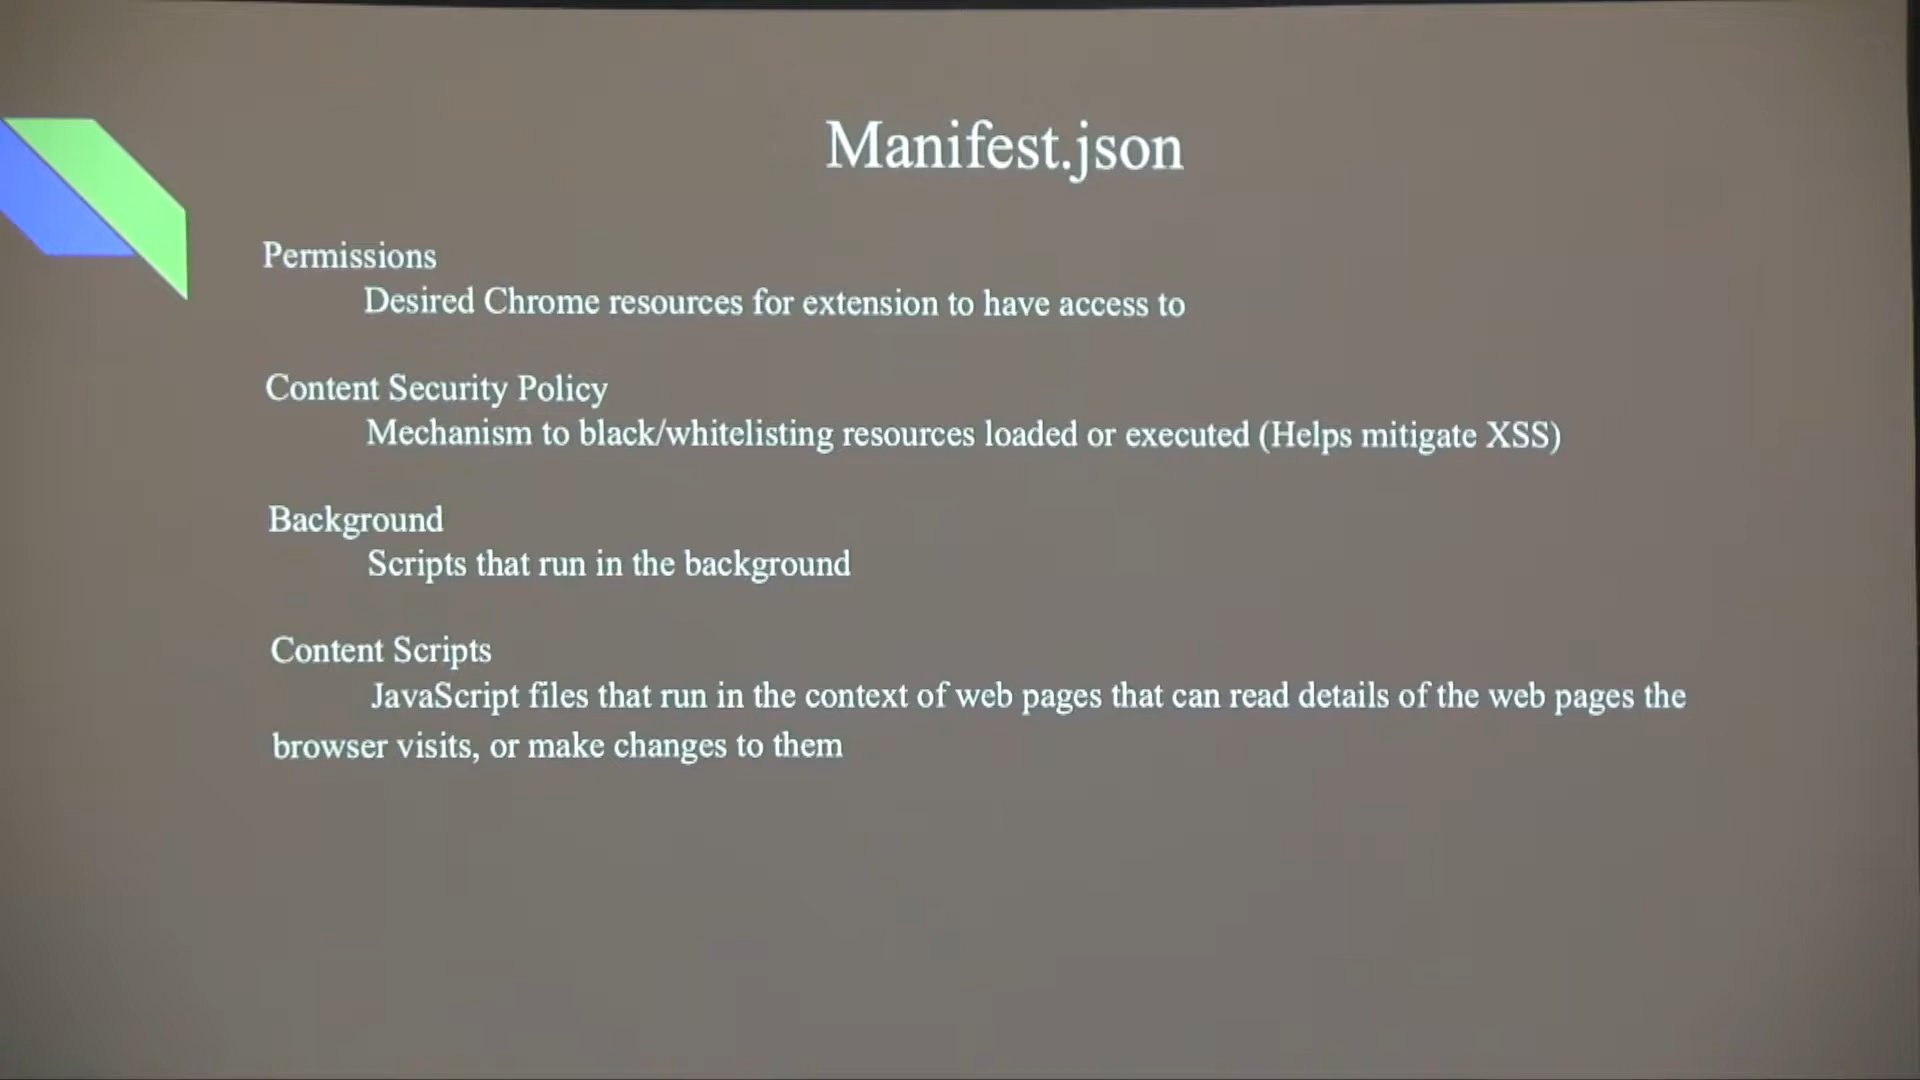 Manifest.json
Permissions
Desired Chrome resources for extension to have access to
Content Security Policy
Mechanism to black/whitelisting resources loaded or executed (Helps mitigate XSS)
Background
Scripts that run in the background
Content Scripts
JavaScript files that run in the context of web pages that can read details of the web pages the
browser visits, or make changes to them